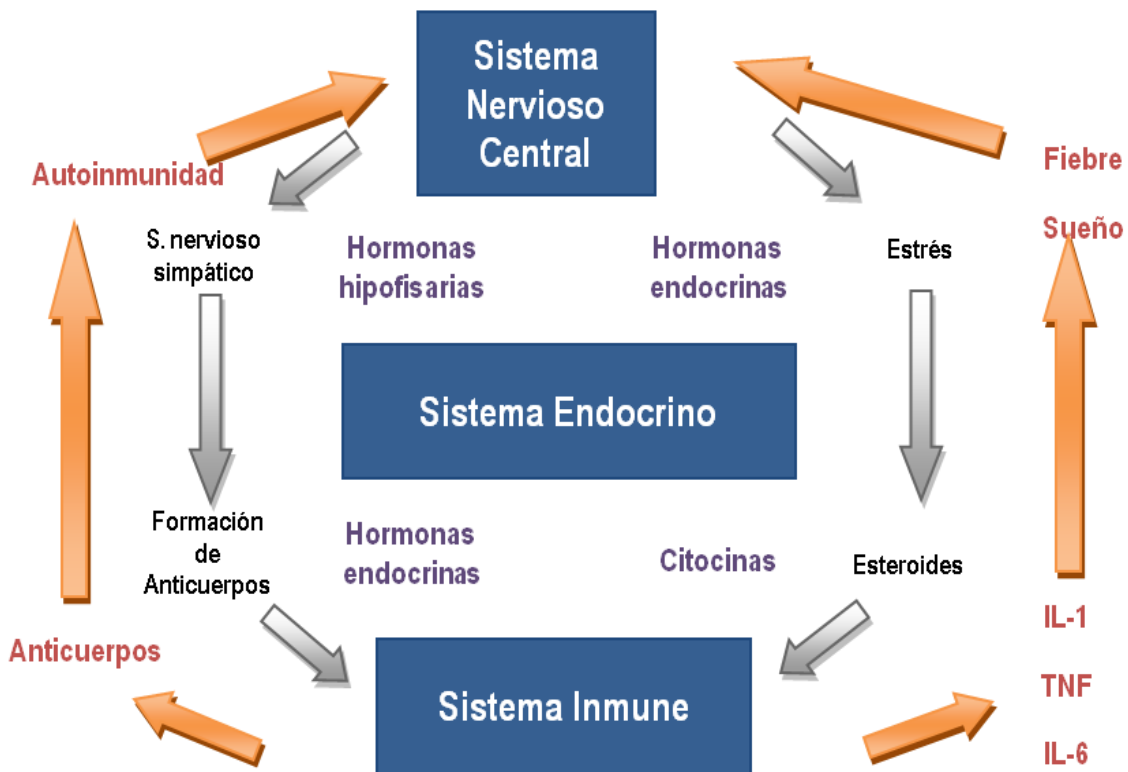 Sistema
Nervioso
Central
Autoinmunidad
Fiebre
Sueño
S. nervioso
simpático
Hormonas
hipofisarias
Hormonas
endocrinas
Estrés
Sistema Endocrino
Formación
de
Anticuerpos
Hormonas
endocrinas
Citocinas
Esteroides
Anticuerpos
Sistema Inmune
IL-1
TNF
IL-6